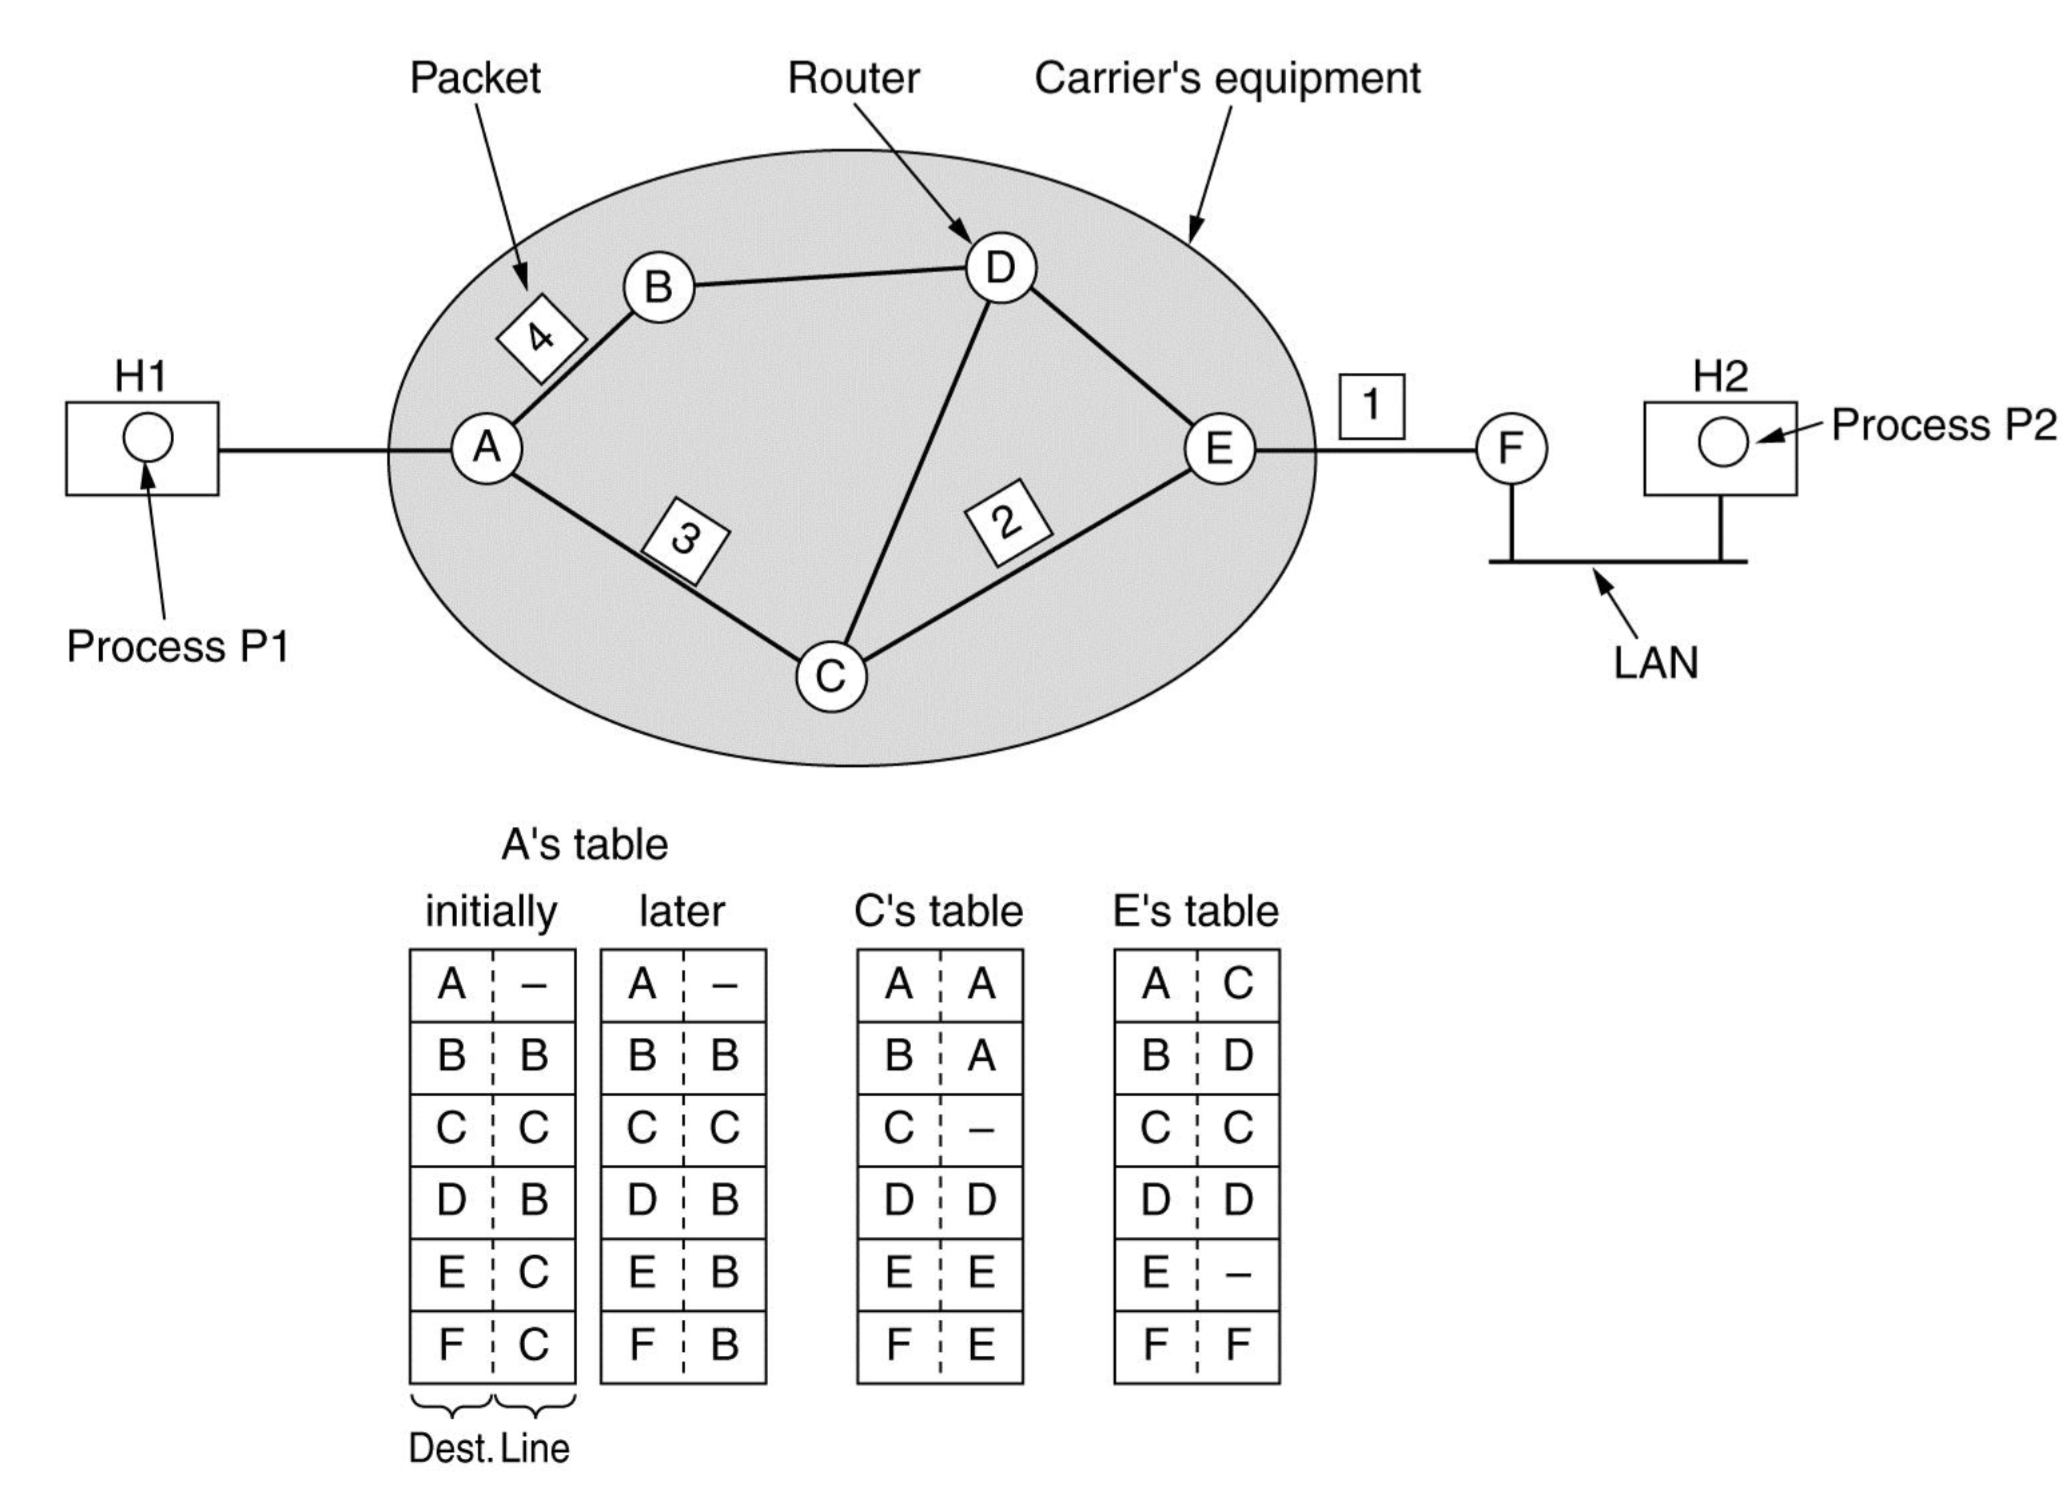 Packet Router Carrier's equipment
B D
4
H1 1 H2
Process P2
A E F
3 2
Process P1
LAN
C
A's table
initially later C's table E's table
A – A – A A A C
B B B B B A B D
C C C C C – C C
D B D B D D D D
E C E B E E E –
F C F B F E F F
Dest. Line